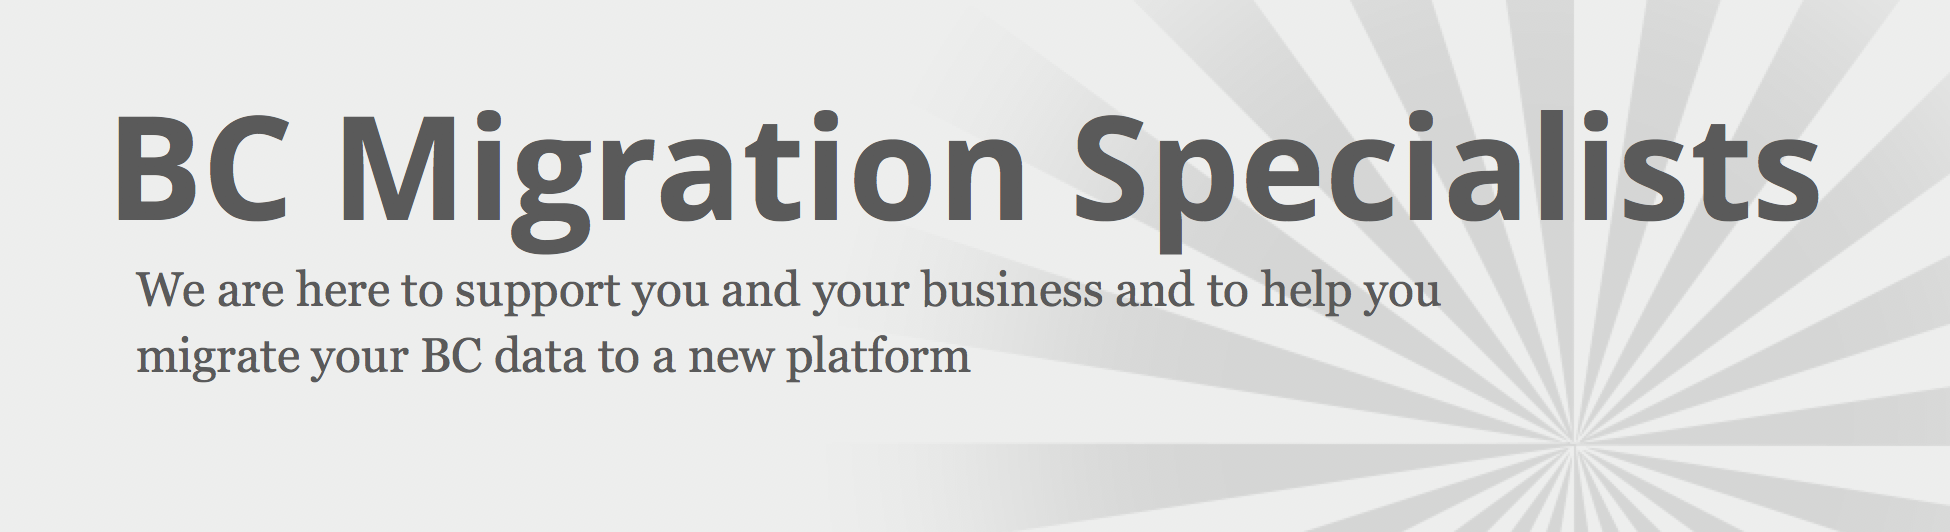 BC Migration Specialists
We are here to support you and your business and to help you
migrate your BC data to a new platform